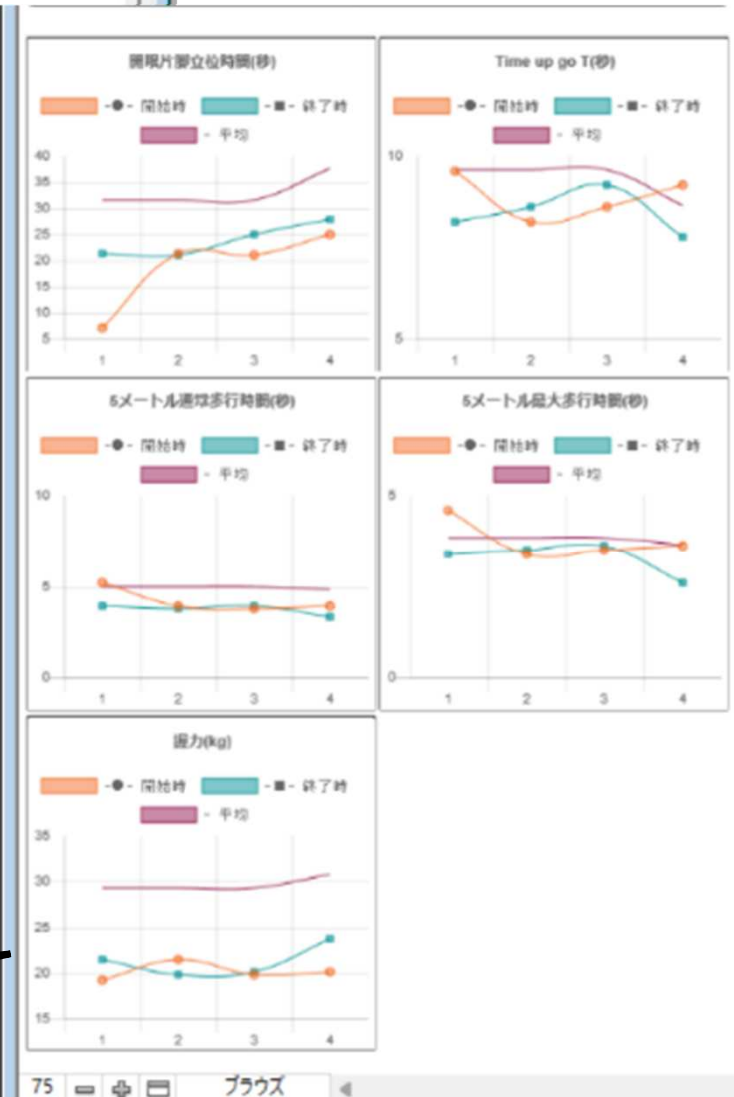 開眼片脚立位時間(秒)
-●- 開始時 -■- 終了時
- 平均
40
35
30
25
20
15
10
5
1 2 3 4
Time up go T(秒)
-●- 開始時 -■- 終了時
- 平均
10
5
1 2 3 4
5メートル通常歩行時間(秒)
-●- 開始時 -■- 終了時
- 平均
10
5
0
1 2 3 4
5メートル最大歩行時間(秒)
-●- 開始時 -■- 終了時
- 平均
5
0
1 2 3 4
握力(kg)
-●- 開始時 -■- 終了時
- 平均
35
30
25
20
15
1 2 3 4
75 ブラウズ